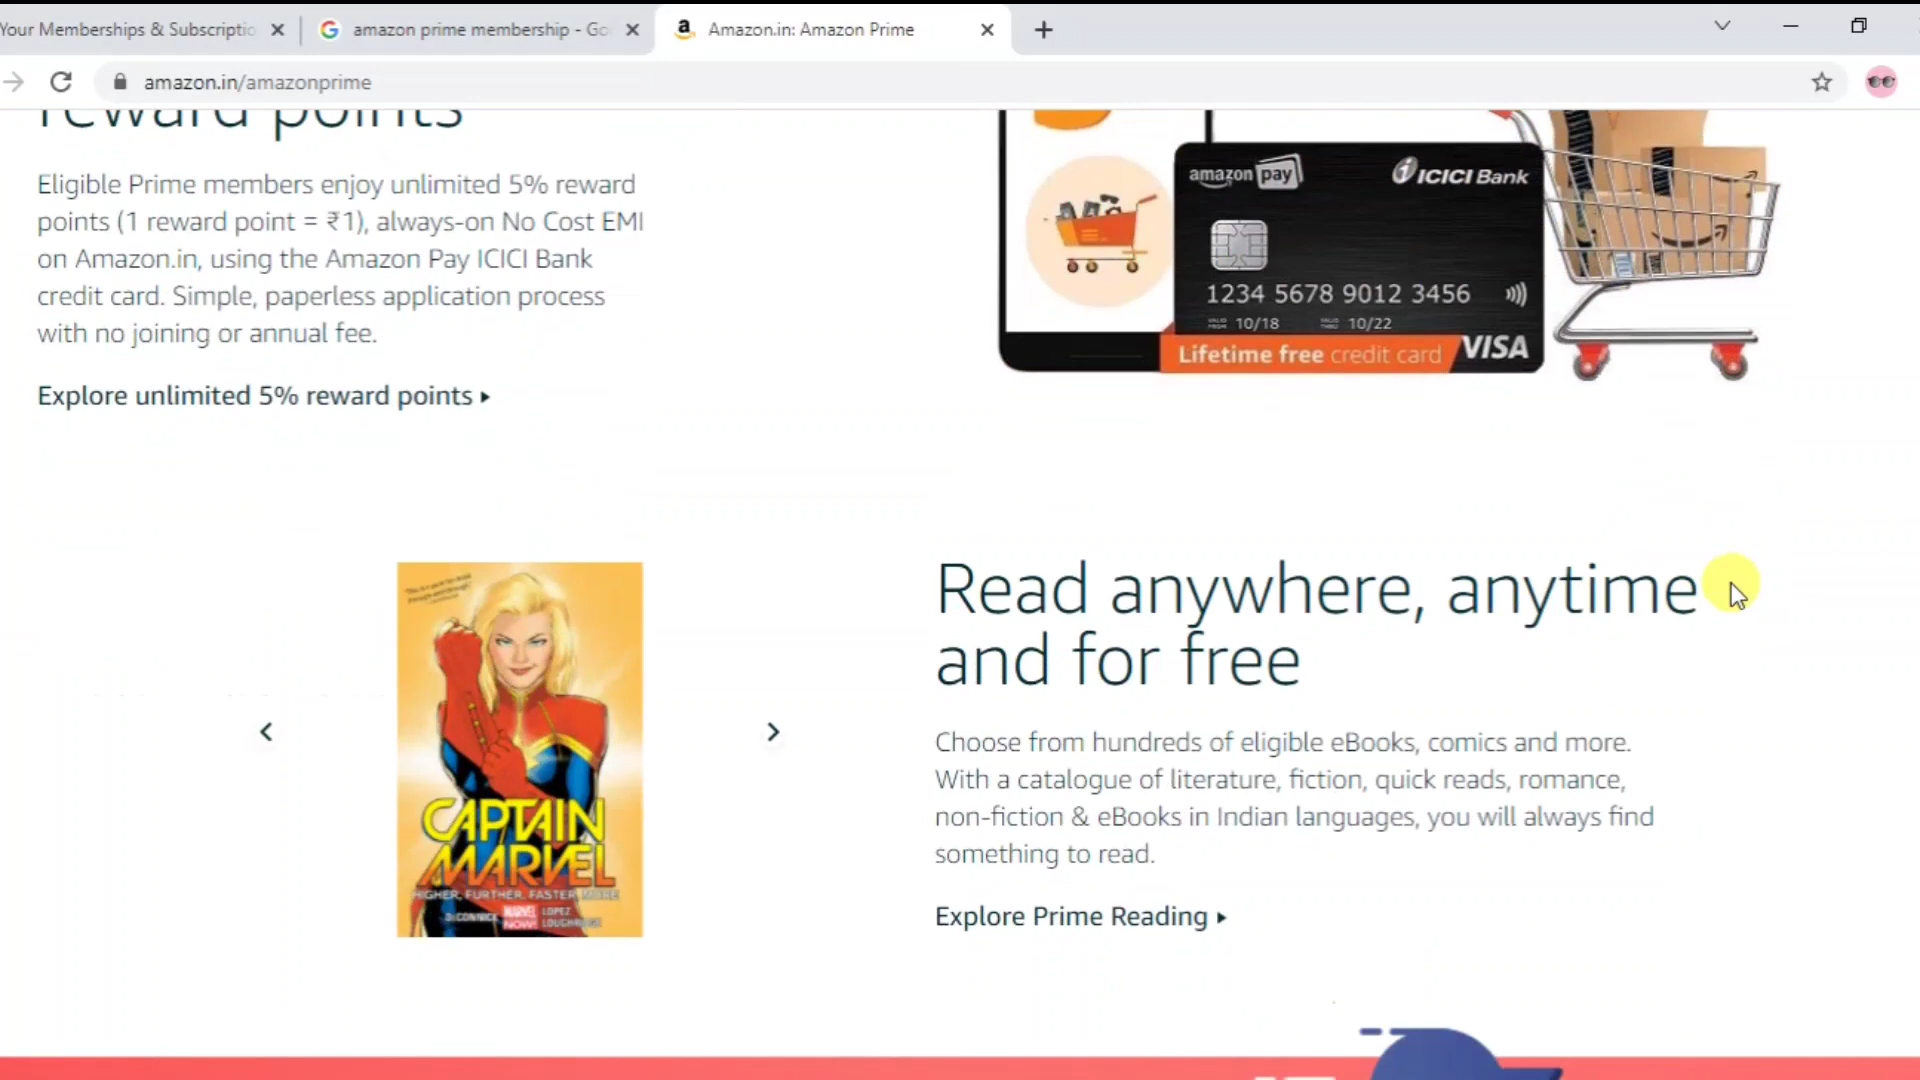 Your Memberships & Subscriptio
amazon prime membership - Go
Amazon.in: Amazon Prime
amazon.in/amazonprime
reward points
Eligible Prime members enjoy unlimited 5% reward
points (1 reward point = ₹1), always-on No Cost EMI
on Amazon.in, using the Amazon Pay ICICI Bank
credit card. Simple, paperless application process
with no joining or annual fee.
Explore unlimited 5% reward points
amazon pay
ICICI Bank
1234 5678 9012 3456
10/18 10/22
Lifetime free credit card
VISA
Read anywhere, anytime
and for free
Choose from hundreds of eligible eBooks, comics and more.
With a catalogue of literature, fiction, quick reads, romance,
non-fiction & eBooks in Indian languages, you will always find
something to read.
Explore Prime Reading
CAPTAIN
MARVEL
HIGHER, FURTHER, FASTER, MORE
DECONNICK
MARVEL
NOW!
LOPEZ
LOUGHRIDGE